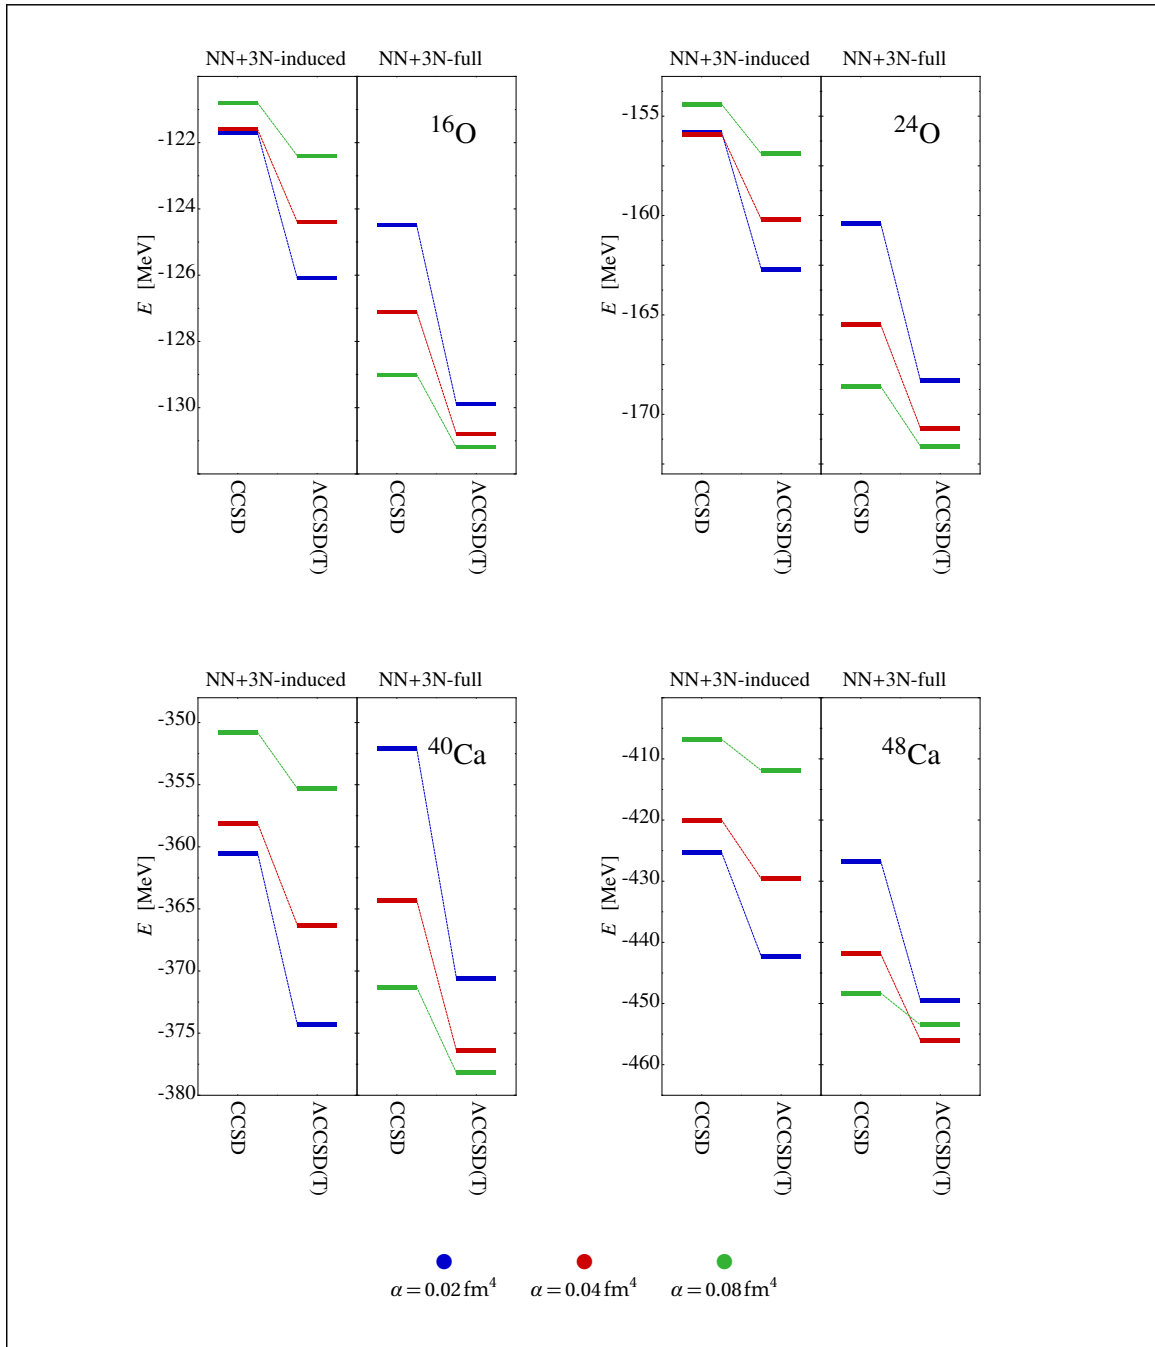 NN+3N-induced NN+3N-full
NN+3N-induced NN+3N-full
¹⁶O
²⁴O
E [MeV]
-122
-124
-126
-128
-130
E [MeV]
-155
-160
-165
-170
CCSD
ΛCCSD(T)
CCSD
ΛCCSD(T)
CCSD
ΛCCSD(T)
CCSD
ΛCCSD(T)
NN+3N-induced NN+3N-full
NN+3N-induced NN+3N-full
⁴⁰Ca
⁴⁸Ca
E [MeV]
-350
-355
-360
-365
-370
-375
-380
E [MeV]
-410
-420
-430
-440
-450
-460
CCSD
ΛCCSD(T)
CCSD
ΛCCSD(T)
CCSD
ΛCCSD(T)
CCSD
ΛCCSD(T)
α = 0.02 fm⁴ α = 0.04 fm⁴ α = 0.08 fm⁴